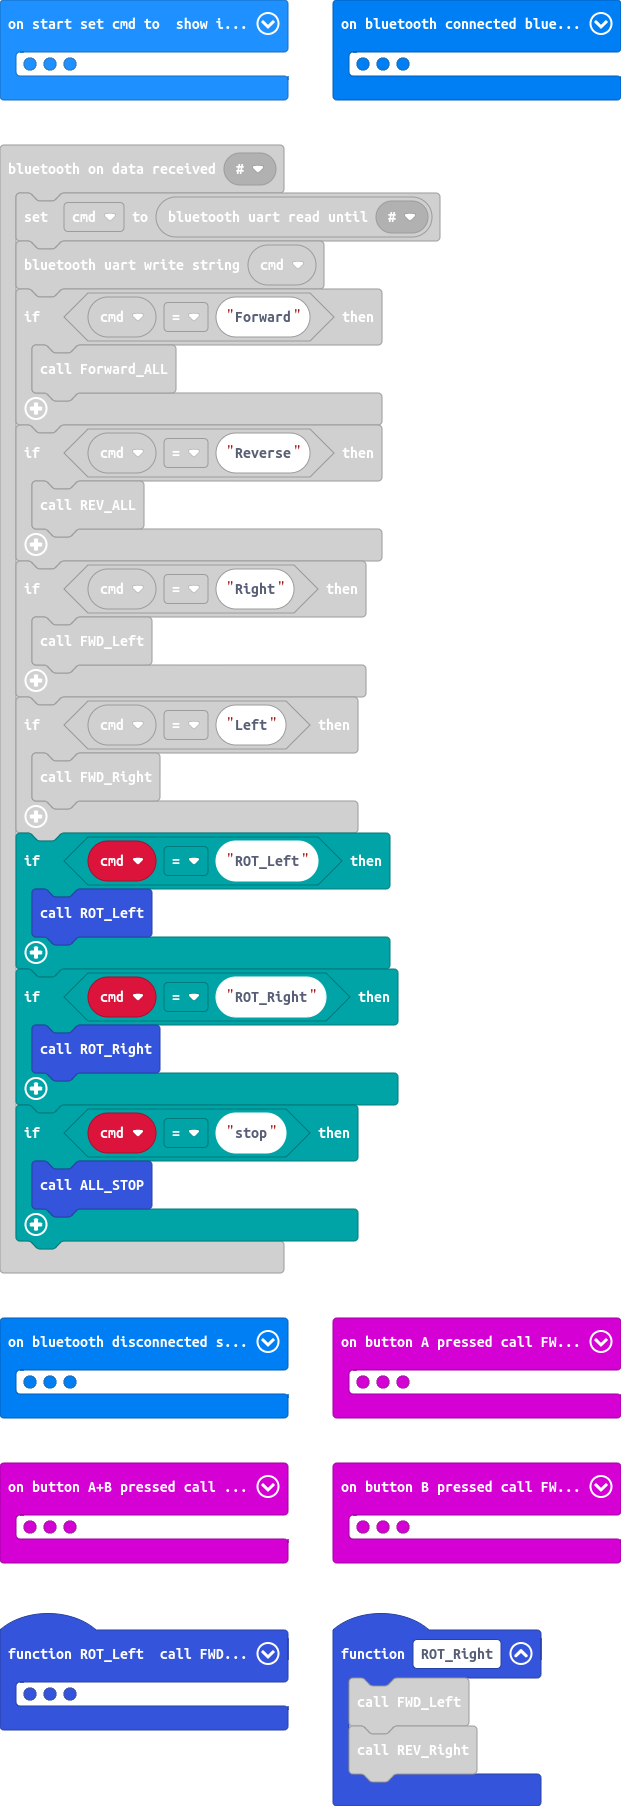 on start set cmd to  show i...
on bluetooth connected blue...
bluetooth on data received #
set cmd to bluetooth uart read until #
bluetooth uart write string cmd
if cmd = "Forward" then
call Forward_ALL
if cmd = "Reverse" then
call REV_ALL
if cmd = "Right" then
call FWD_Left
if cmd = "Left" then
call FWD_Right
if cmd = "ROT_Left" then
call ROT_Left
if cmd = "ROT_Right" then
call ROT_Right
if cmd = "stop" then
call ALL_STOP
on bluetooth disconnected s...
on button A pressed call FW...
on button A+B pressed call ...
on button B pressed call FW...
function ROT_Left  call FWD...
function ROT_Right
call FWD_Left
call REV_Right